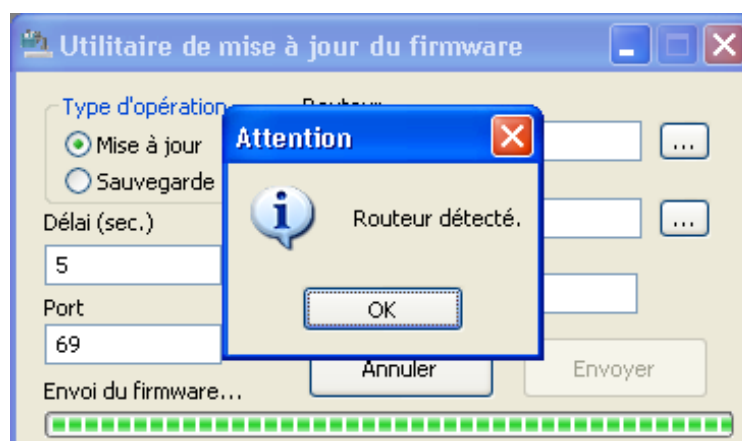 Utilitaire de mise à jour du firmware
Type d'opération
Mise à jour
Sauvegarde
Délai (sec.)
5
Port
69
Envoi du firmware...
Attention
Routeur détecté.
OK
...
...
Annuler
Envoyer